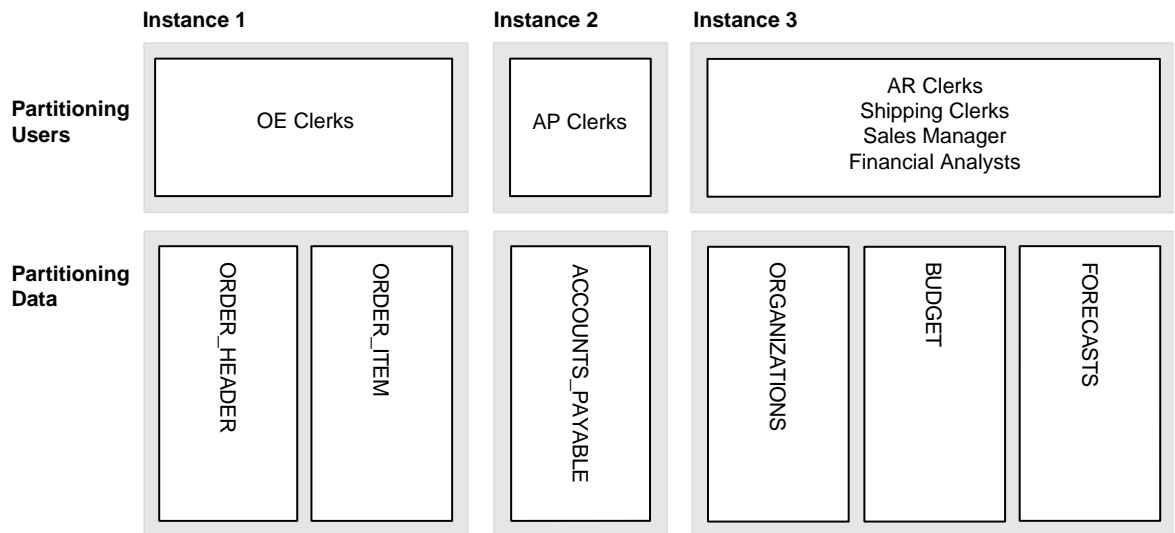 Instance 1
Instance 2
Instance 3
Partitioning
Users
OE Clerks
AP Clerks
AR Clerks
Shipping Clerks
Sales Manager
Financial Analysts
Partitioning
Data
ORDER_HEADER
ORDER_ITEM
ACCOUNTS_PAYABLE
ORGANIZATIONS
BUDGET
FORECASTS